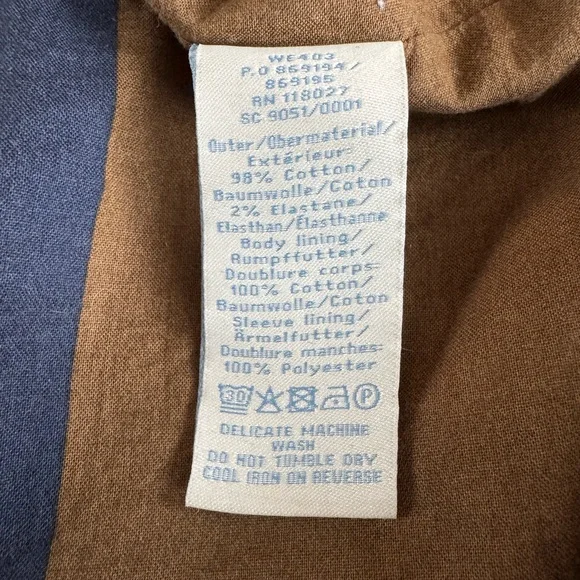 WE403
P.O 869194/
869195
RN 118027
SC 9051/0001
Outer/Obermaterial/
Extérieur:
98% Cotton/
Baumwolle/Coton
2% Elastane/
Elasthan/Élasthanne
Body lining/
Rumpffutter/
Doublure corps:
100% Cotton/
Baumwolle/Coton
Sleeve lining/
Ärmelfutter/
Doublure manches:
100% Polyester
30 P
DELICATE MACHINE
WASH
DO NOT TUMBLE DRY
COOL IRON ON REVERSE